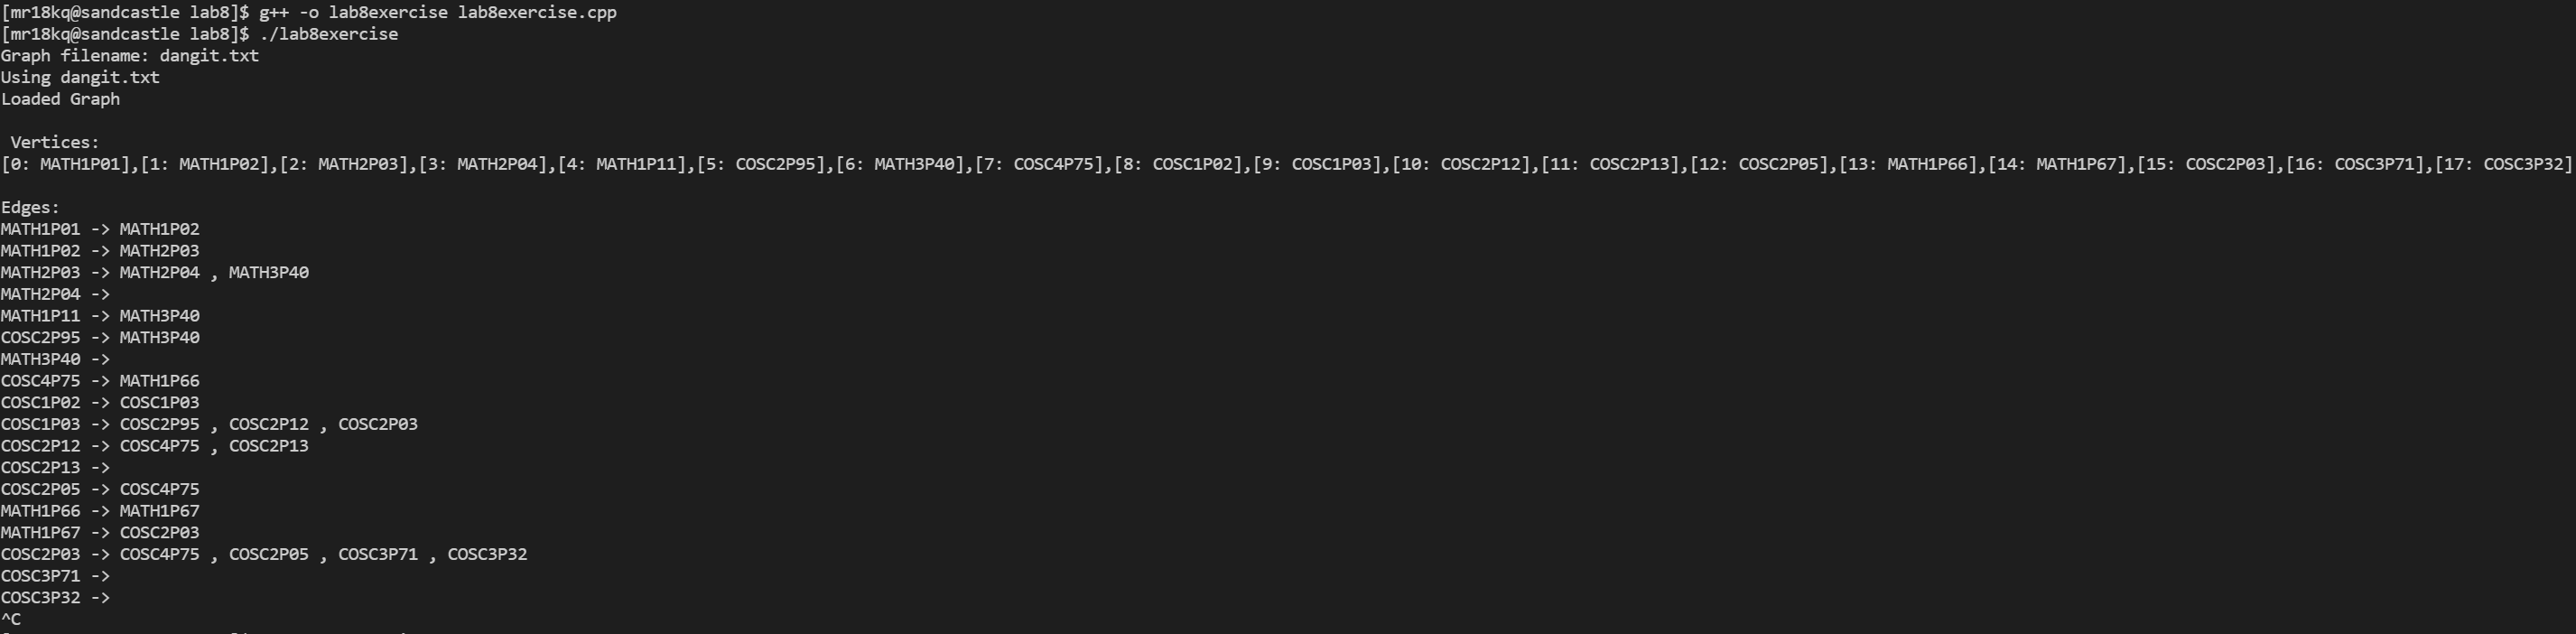 [mr18kq@sandcastle lab8]$ g++ -o lab8exercise lab8exercise.cpp
[mr18kq@sandcastle lab8]$ ./lab8exercise
Graph filename: dangit.txt
Using dangit.txt
Loaded Graph
Vertices:
[0: MATH1P01],[1: MATH1P02],[2: MATH2P03],[3: MATH2P04],[4: MATH1P11],[5: COSC2P95],[6: MATH3P40],[7: COSC4P75],[8: COSC1P02],[9: COSC1P03],[10: COSC2P12],[11: COSC2P13],[12: COSC2P05],[13: MATH1P66],[14: MATH1P67],[15: COSC2P03],[16: COSC3P71],[17: COSC3P32]
Edges:
MATH1P01 -> MATH1P02
MATH1P02 -> MATH2P03
MATH2P03 -> MATH2P04 , MATH3P40
MATH2P04 ->
MATH1P11 -> MATH3P40
COSC2P95 -> MATH3P40
MATH3P40 ->
COSC4P75 -> MATH1P66
COSC1P02 -> COSC1P03
COSC1P03 -> COSC2P95 , COSC2P12 , COSC2P03
COSC2P12 -> COSC4P75 , COSC2P13
COSC2P13 ->
COSC2P05 -> COSC4P75
MATH1P66 -> MATH1P67
MATH1P67 -> COSC2P03
COSC2P03 -> COSC4P75 , COSC2P05 , COSC3P71 , COSC3P32
COSC3P71 ->
COSC3P32 ->
^C